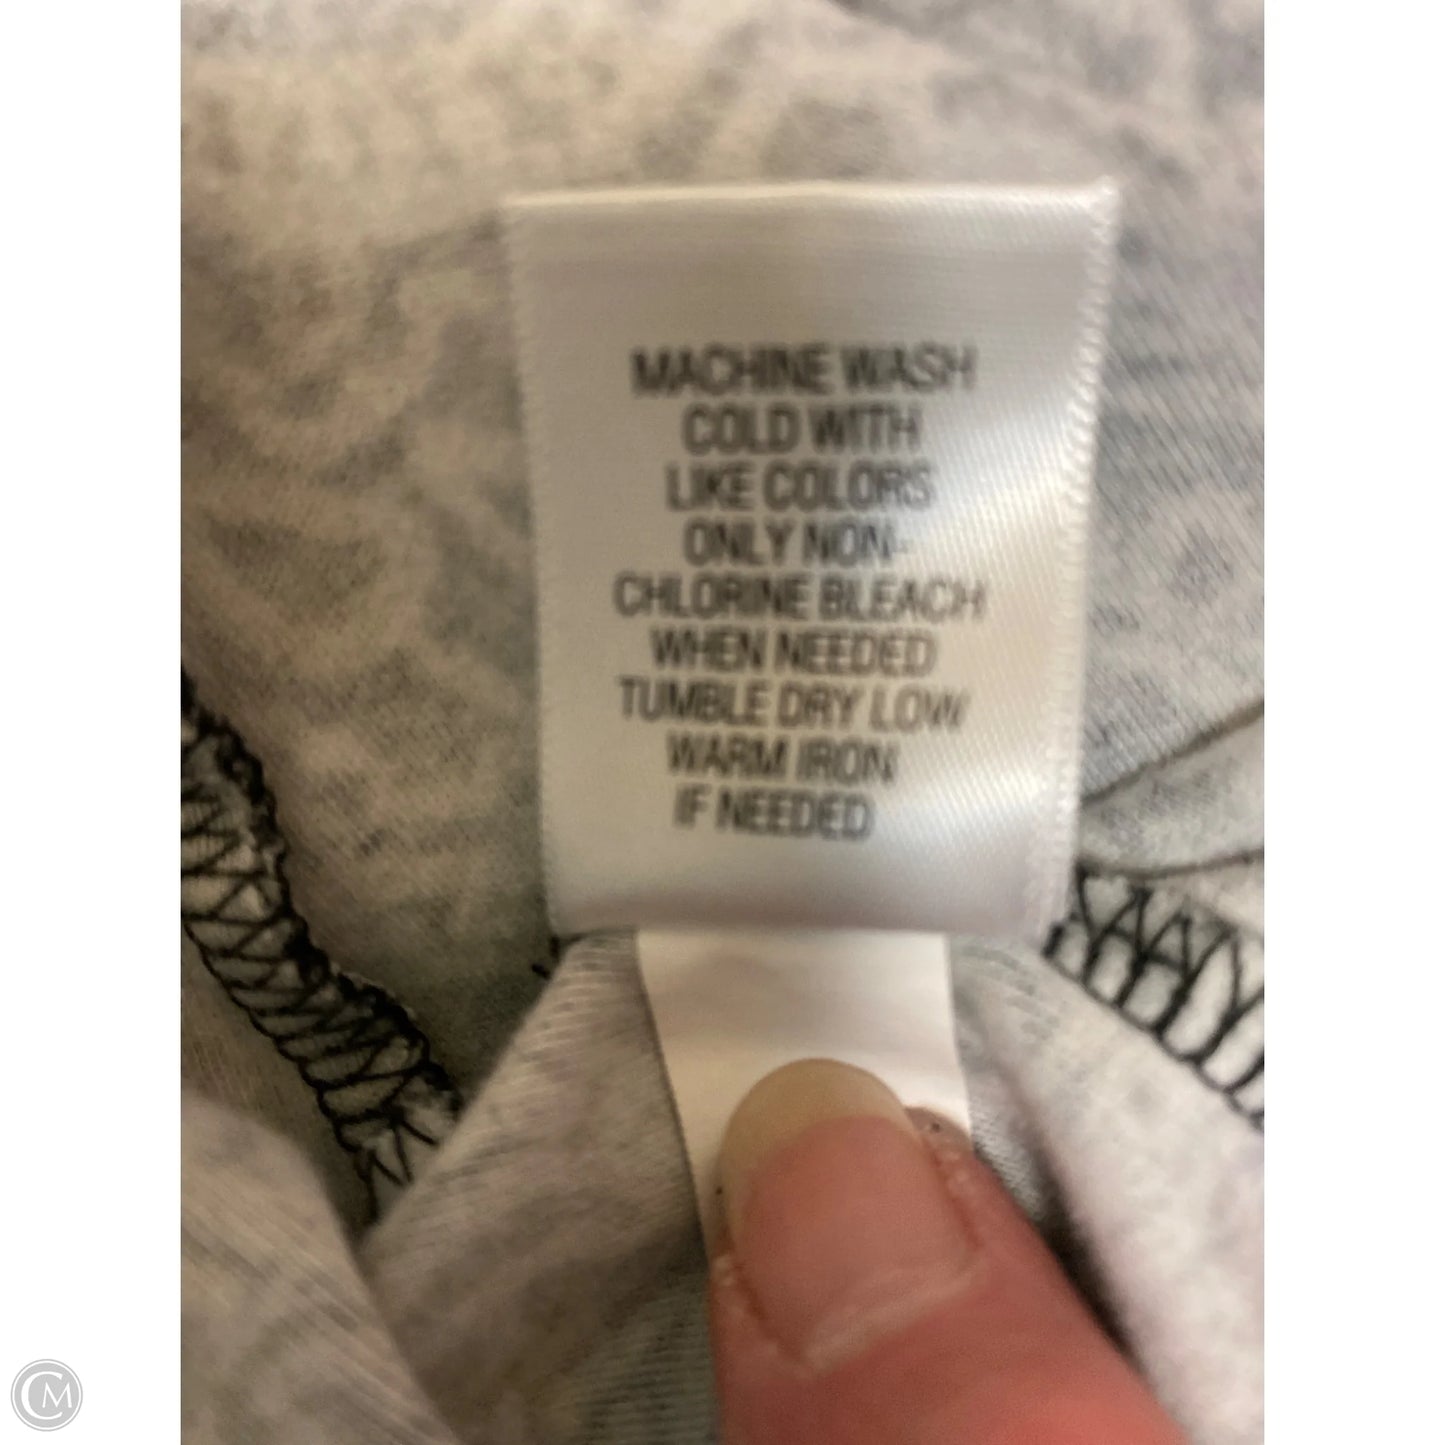 MACHINE WASH
COLD WITH
LIKE COLORS
ONLY NON-
CHLORINE BLEACH
WHEN NEEDED
TUMBLE DRY LOW
WARM IRON
IF NEEDED
CM